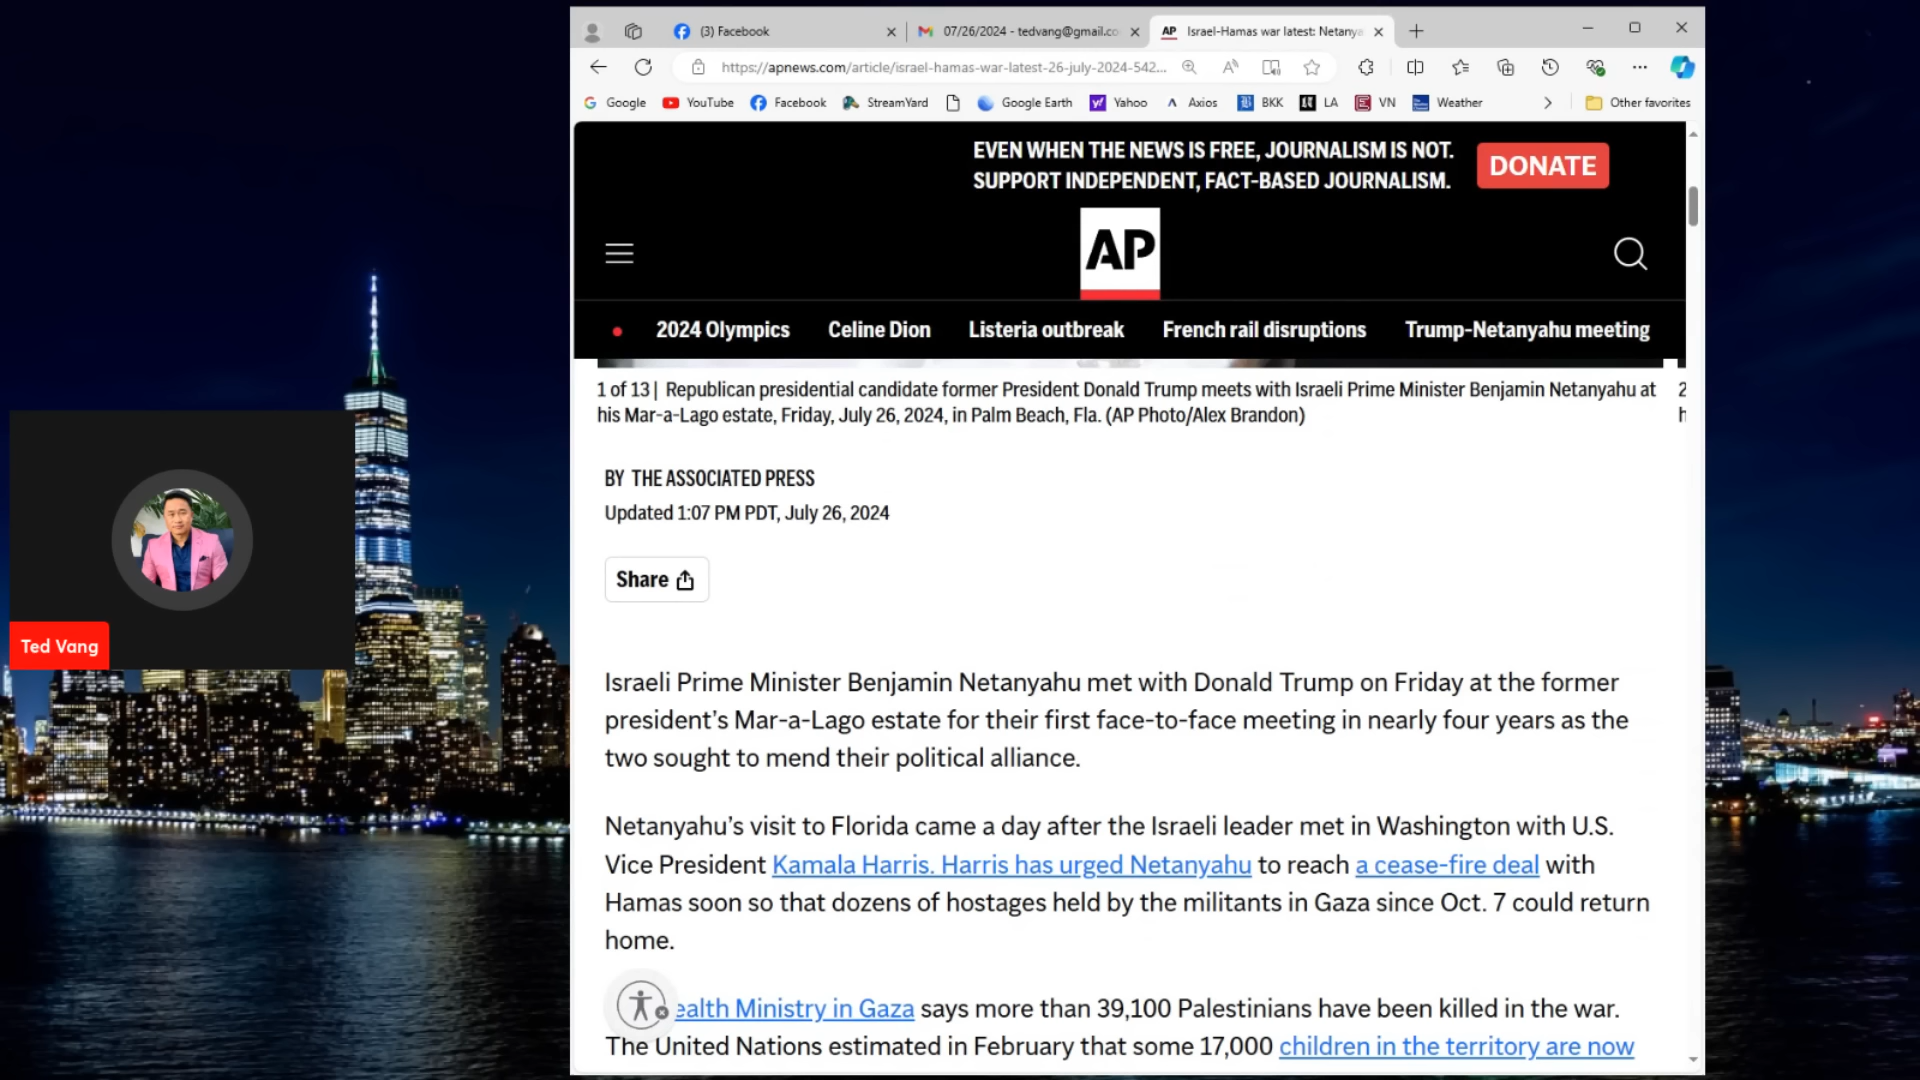 (3) Facebook
07/26/2024 - tedvang@gmail.co
AP Israel-Hamas war latest: Netanya
https://apnews.com/article/israel-hamas-war-latest-26-july-2024-542...
Google YouTube Facebook StreamYard Google Earth Yahoo Axios BKK LA VN Weather Other favorites
EVEN WHEN THE NEWS IS FREE, JOURNALISM IS NOT.
SUPPORT INDEPENDENT, FACT-BASED JOURNALISM.
DONATE
AP
2024 Olympics Celine Dion Listeria outbreak French rail disruptions Trump-Netanyahu meeting
1 of 13 | Republican presidential candidate former President Donald Trump meets with Israeli Prime Minister Benjamin Netanyahu at
his Mar-a-Lago estate, Friday, July 26, 2024, in Palm Beach, Fla. (AP Photo/Alex Brandon)
BY THE ASSOCIATED PRESS
Updated 1:07 PM PDT, July 26, 2024
Share
Ted Vang
Israeli Prime Minister Benjamin Netanyahu met with Donald Trump on Friday at the former
president’s Mar-a-Lago estate for their first face-to-face meeting in nearly four years as the
two sought to mend their political alliance.
Netanyahu’s visit to Florida came a day after the Israeli leader met in Washington with U.S.
Vice President Kamala Harris. Harris has urged Netanyahu to reach a cease-fire deal with
Hamas soon so that dozens of hostages held by the militants in Gaza since Oct. 7 could return
home.
ealth Ministry in Gaza says more than 39,100 Palestinians have been killed in the war.
The United Nations estimated in February that some 17,000 children in the territory are now